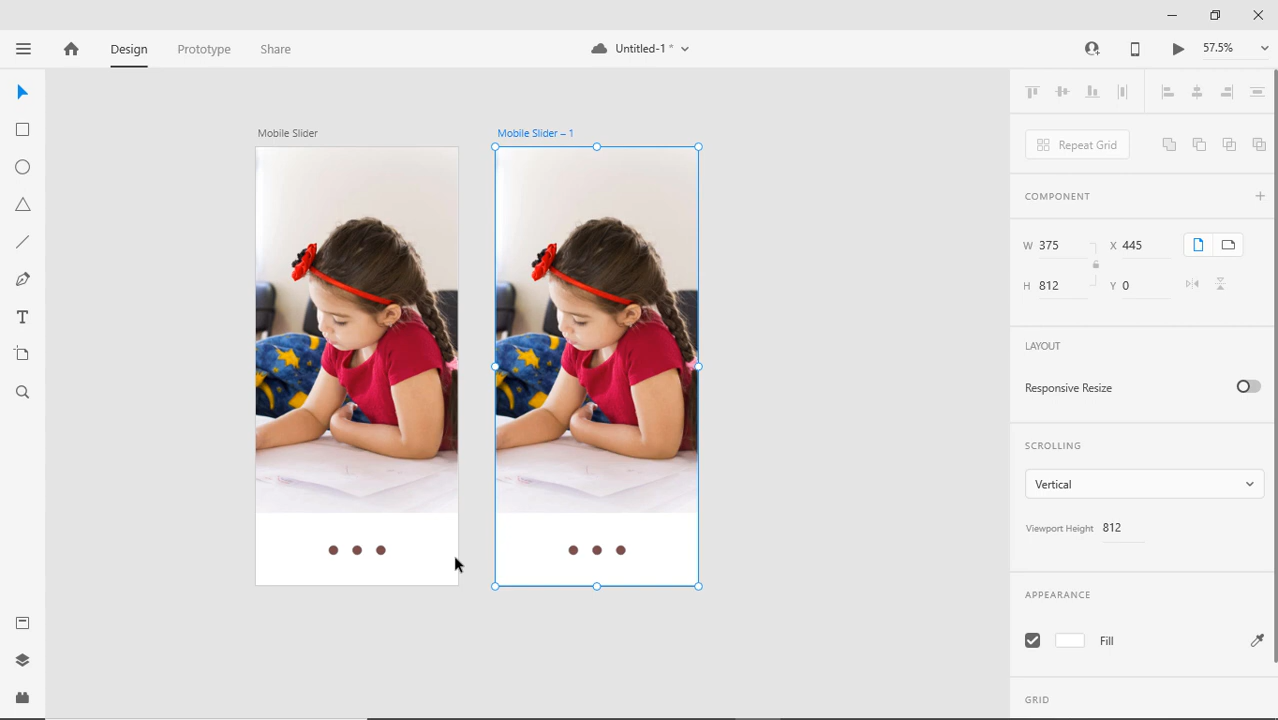 Design Prototype Share Untitled-1 * 57.5%
Mobile Slider Mobile Slider – 1
Repeat Grid
COMPONENT
W 375 X 445
H 812 Y 0
LAYOUT
Responsive Resize
SCROLLING
Vertical
Viewport Height 812
APPEARANCE
Fill
GRID
T